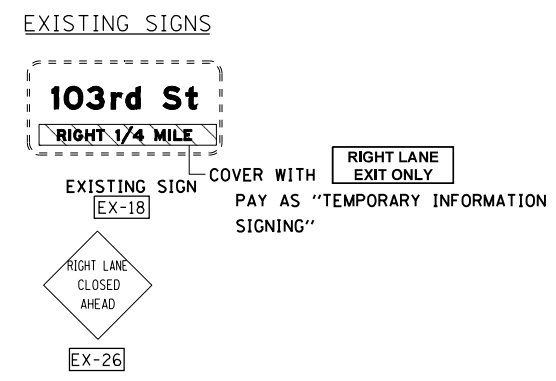 EXISTING SIGNS
103rd St
RIGHT 1/4 MILE
EXISTING SIGN
EX-18
COVER WITH
RIGHT LANE
EXIT ONLY
PAY AS "TEMPORARY INFORMATION
SIGNING"
RIGHT LANE
CLOSED
AHEAD
EX-26